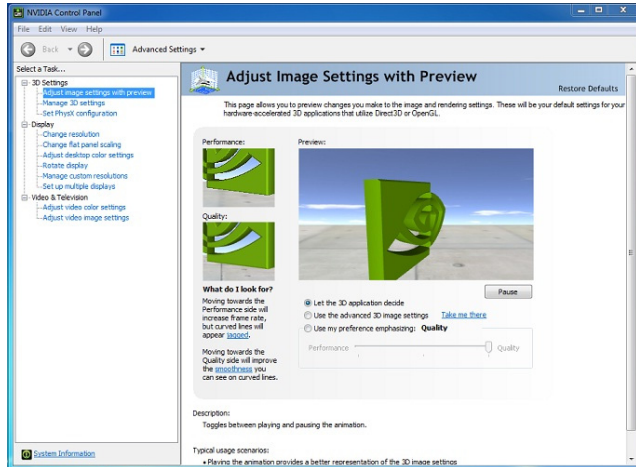 NVIDIA Control Panel
File Edit View Help
Back
Advanced Settings
Select a Task...
3D Settings
Adjust image settings with preview
Manage 3D settings
Set PhysX configuration
Display
Change resolution
Change flat panel scaling
Adjust desktop color settings
Rotate display
Manage custom resolutions
Set up multiple displays
Video & Television
Adjust video color settings
Adjust video image settings
System Information
Adjust Image Settings with Preview
Restore Defaults
This page allows you to preview changes you make to the image and rendering settings. These will be your default settings for your
hardware-accelerated 3D applications that utilize Direct3D or OpenGL.
Performance:
Quality:
What do I look for?
Moving towards the
Performance side will
increase frame rate,
but curved lines will
appear jagged.
Moving towards the
Quality side will improve
the smoothness you
can see on curved lines.
Preview:
Pause
Let the 3D application decide
Use the advanced 3D image settings Take me there
Use my preference emphasizing: Quality
Performance Quality
Description:
Toggles between playing and pausing the animation.
Typical usage scenarios:
• Playing the animation provides a better representation of the 3D image settings